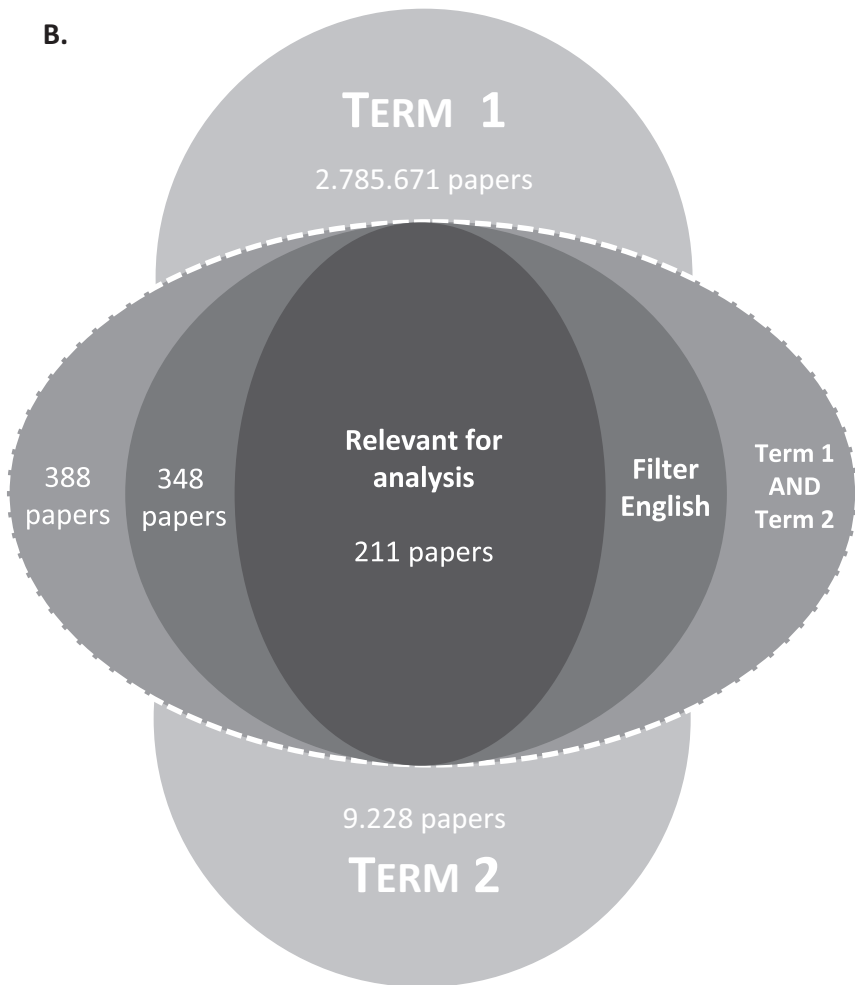 B.
TERM 1
2.785.671 papers
Relevant for
analysis
211 papers
388
papers
348
papers
Filter
English
Term 1
AND
Term 2
9.228 papers
TERM 2